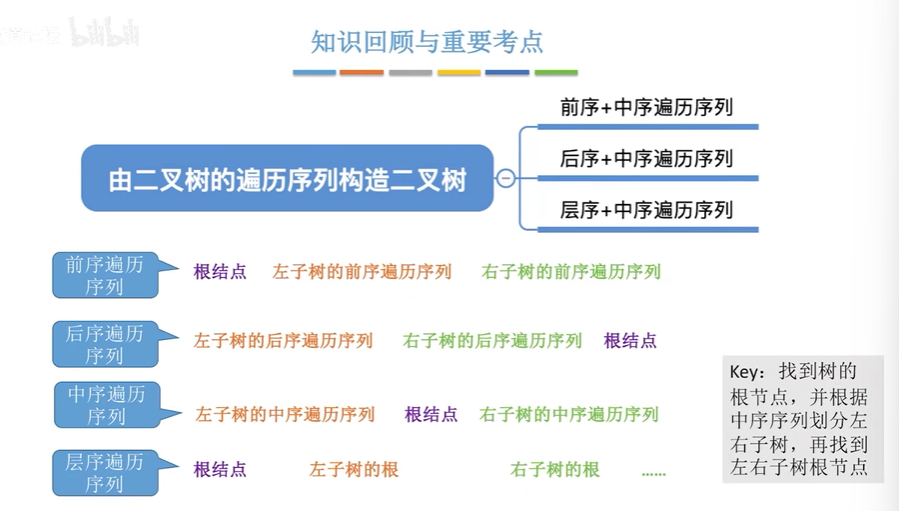 bilibili
知识回顾与重要考点
前序+中序遍历序列
由二叉树的遍历序列构造二叉树
后序+中序遍历序列
层序+中序遍历序列
前序遍历
序列
根结点 左子树的前序遍历序列 右子树的前序遍历序列
后序遍历
序列
左子树的后序遍历序列 右子树的后序遍历序列 根结点
中序遍历
序列
左子树的中序遍历序列 根结点 右子树的中序遍历序列
层序遍历
序列
根结点 左子树的根 右子树的根 ……
Key：找到树的
根节点，并根据
中序序列划分左
右子树，再找到
左右子树根节点